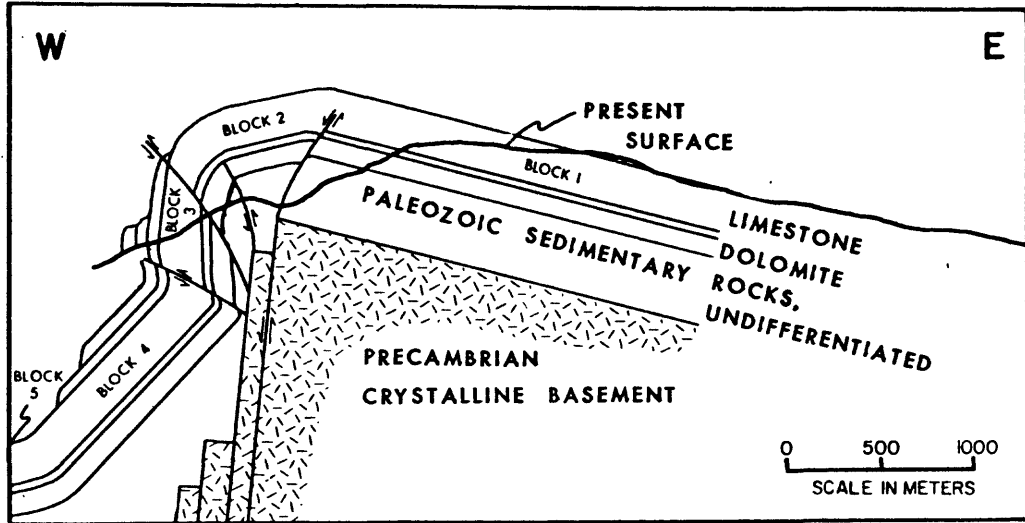 W
E
PRESENT
SURFACE
BLOCK 2
BLOCK 1
BLOCK 3
LIMESTONE
DOLOMITE
PALEOZOIC SEDIMENTARY ROCKS,
UNDIFFERENTIATED
PRECAMBRIAN
CRYSTALLINE BASEMENT
BLOCK 4
BLOCK
5
0 500 1000
SCALE IN METERS